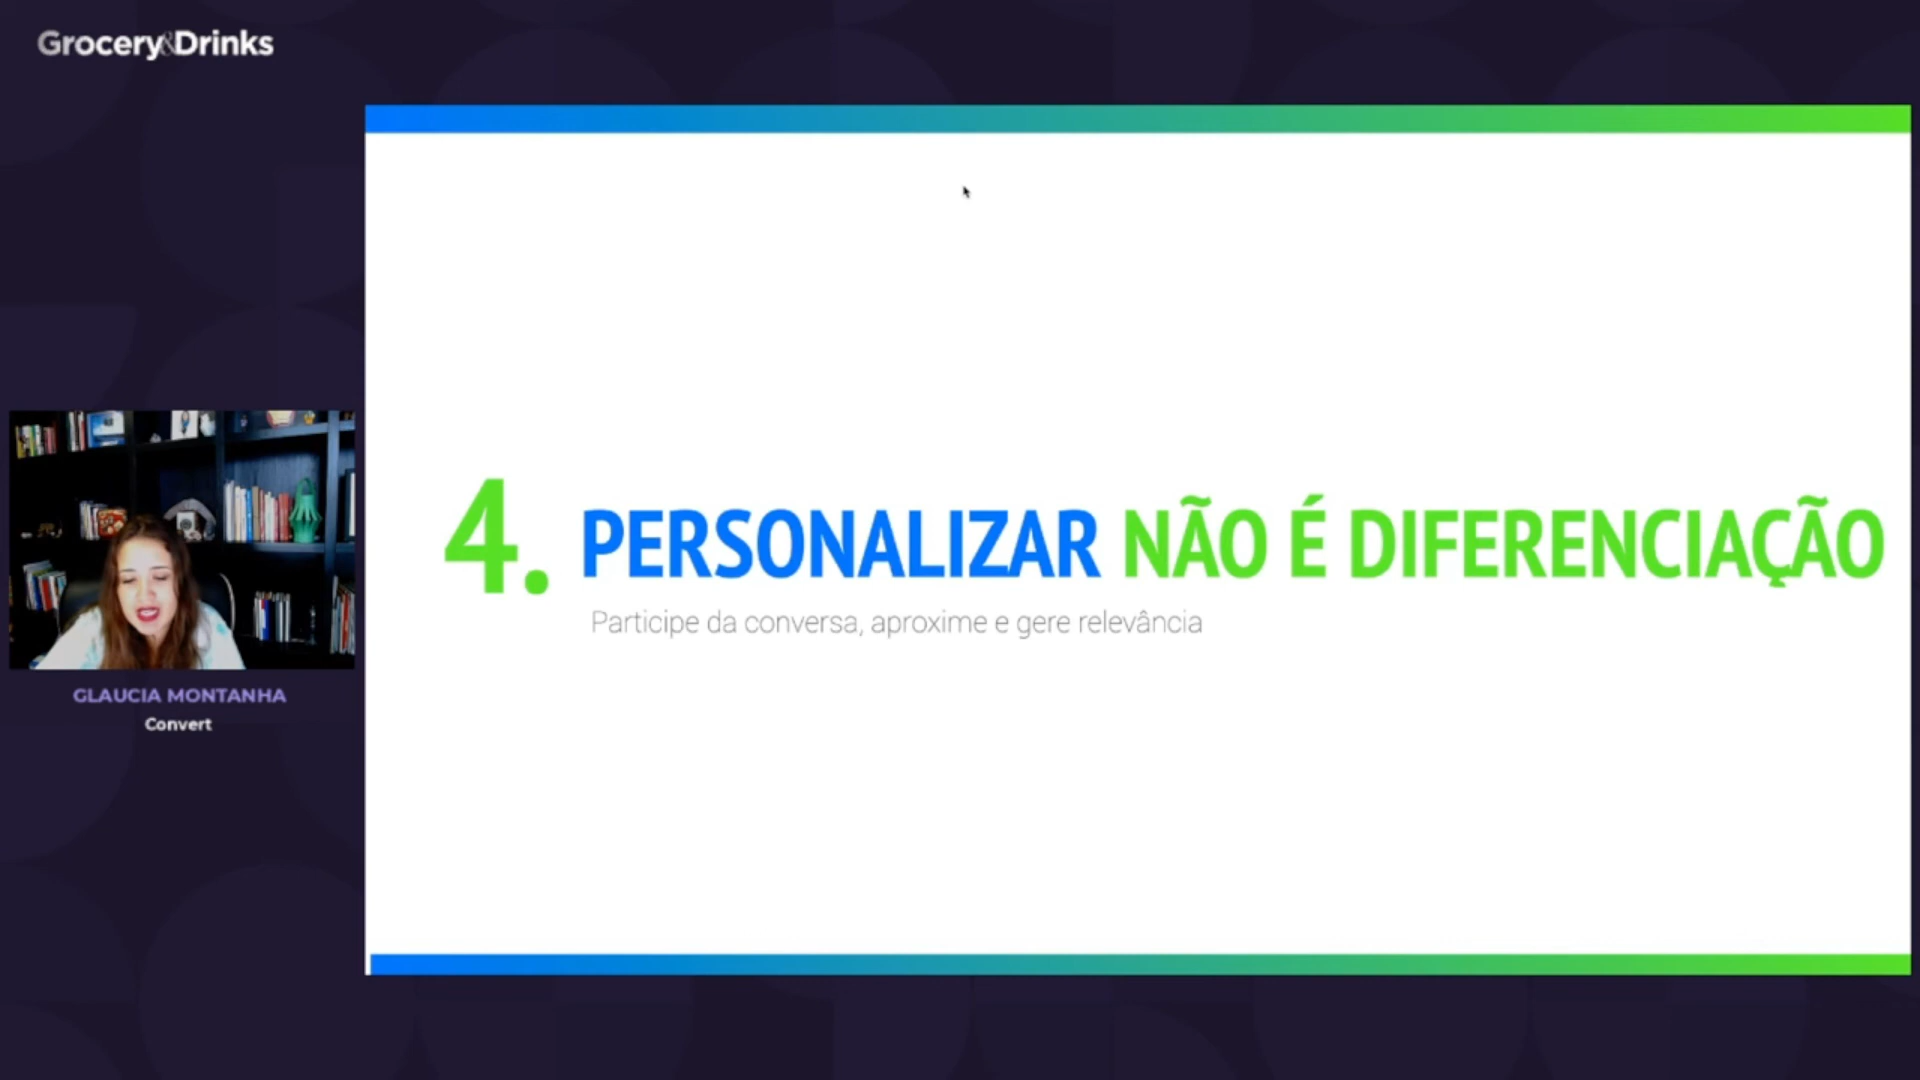 Grocery&Drinks
4. PERSONALIZAR NÃO É DIFERENCIAÇÃO
Participe da conversa, aproxime e gere relevância
GLAUCIA MONTANHA
Convert